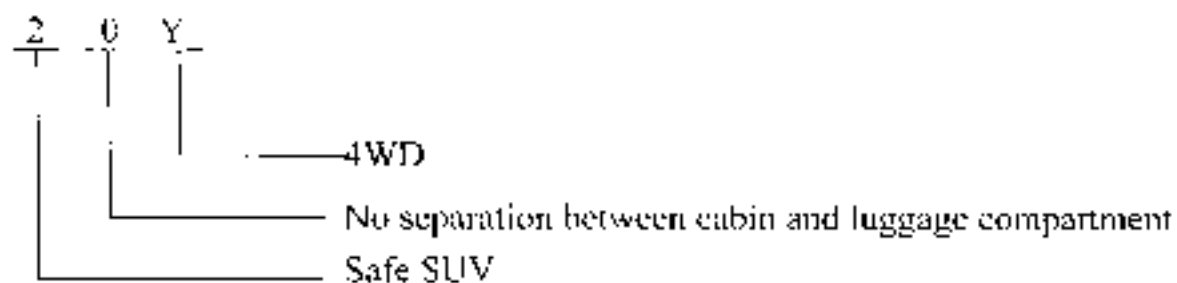 2 0 Y
4WD
No separation between cabin and luggage compartment
Safe SUV